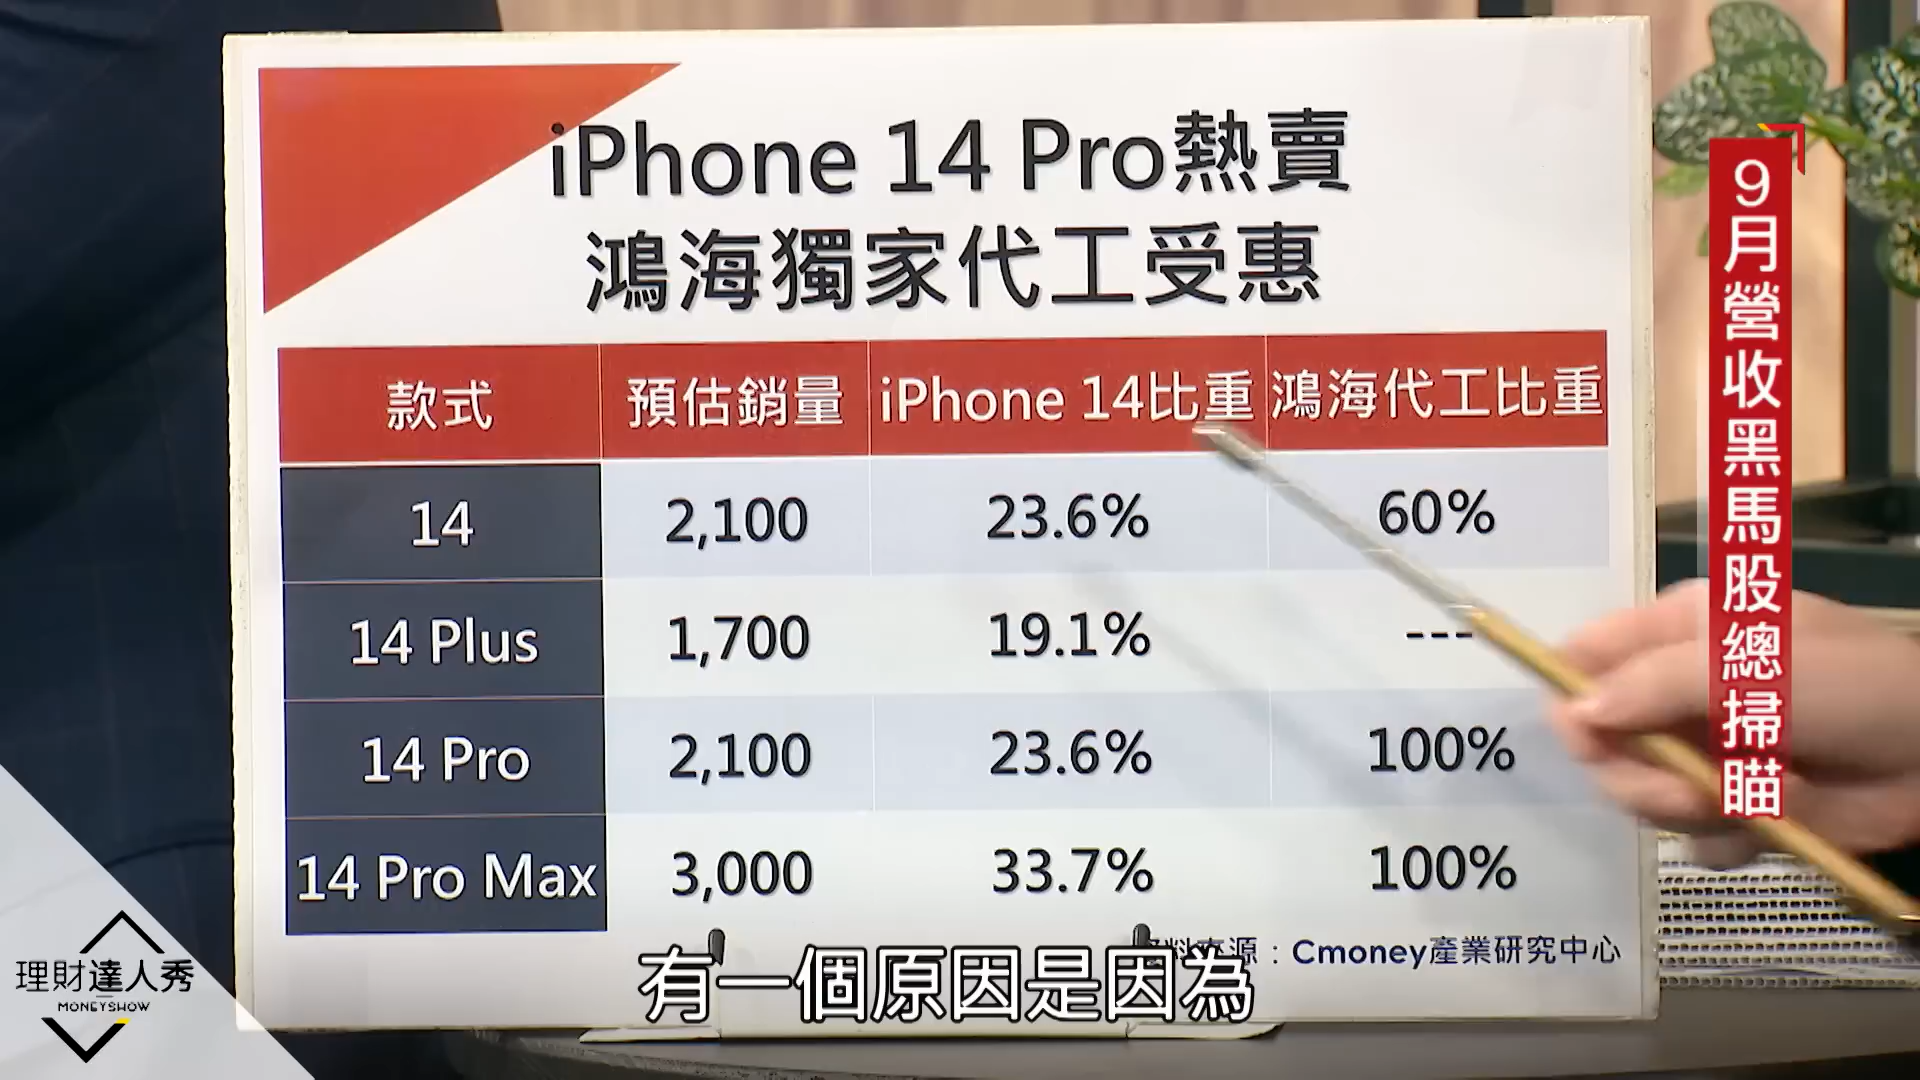 iPhone 14 Pro熱賣
鴻海獨家代工受惠
款式 預估銷量 iPhone 14比重 鴻海代工比重
14 2,100 23.6% 60%
14 Plus 1,700 19.1% ---
14 Pro 2,100 23.6% 100%
14 Pro Max 3,000 33.7% 100%
料來源：Cmoney產業研究中心
9月營收黑馬股總掃瞄
有一個原因是因為
理財達人秀
MONEYSHOW